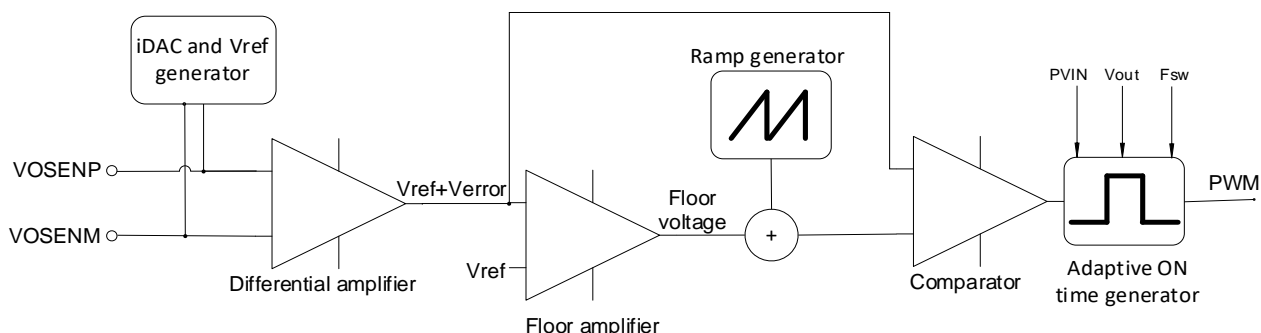 iDAC and Vref
generator
Ramp generator
PVIN
Vout
Fsw
VOSENP
VOSENM
Vref+Verror
Floor
voltage
+
PWM
Vref
Differential amplifier
Floor amplifier
Comparator
Adaptive ON
time generator